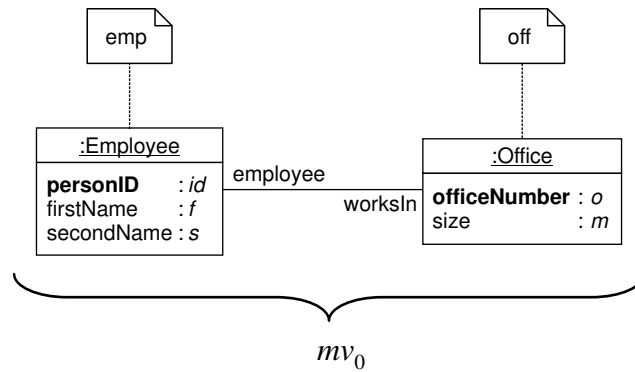 emp
off
:Employee
personID : id
firstName : f
secondName : s
employee
worksIn
:Office
officeNumber : o
size : m
mv0